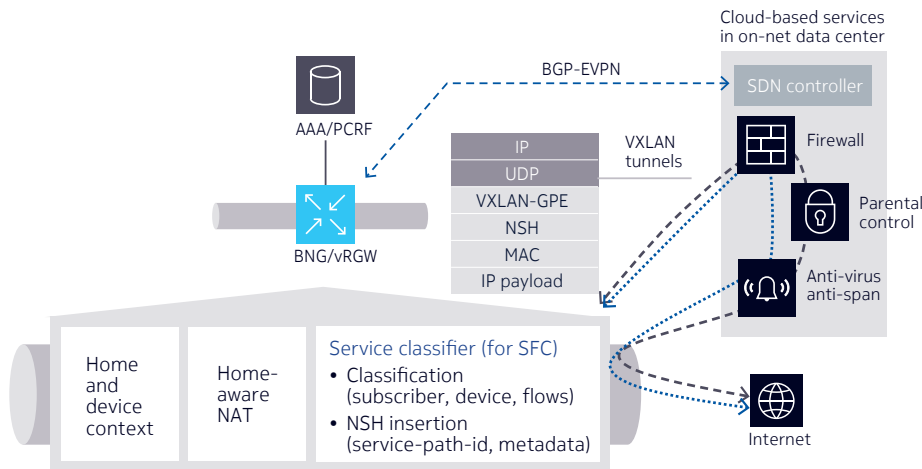 Cloud-based services
in on-net data center
BGP-EVPN
SDN controller
AAA/PCRF
IP
UDP
VXLAN-GPE
NSH
MAC
IP payload
VXLAN
tunnels
Firewall
Parental
control
BNG/vRGW
Anti-virus
anti-span
Home
and
device
context
Home-
aware
NAT
Service classifier (for SFC)
• Classification
(subscriber, device, flows)
• NSH insertion
(service-path-id, metadata)
Internet